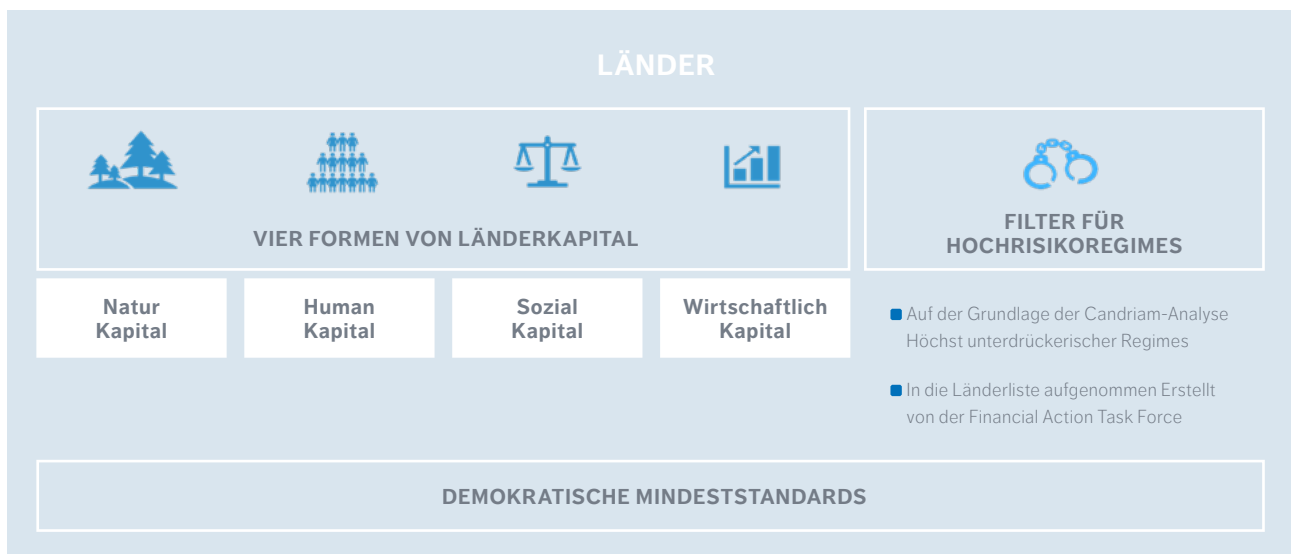 LÄNDER
VIER FORMEN VON LÄNDERKAPITAL
Natur
Kapital
Human
Kapital
Sozial
Kapital
Wirtschaftlich
Kapital
FILTER FÜR
HOCHRISIKOREGIMES
Auf der Grundlage der Candriam-Analyse
Höchst unterdrückerischer Regimes
In die Länderliste aufgenommen Erstellt
von der Financial Action Task Force
DEMOKRATISCHE MINDESTSTANDARDS